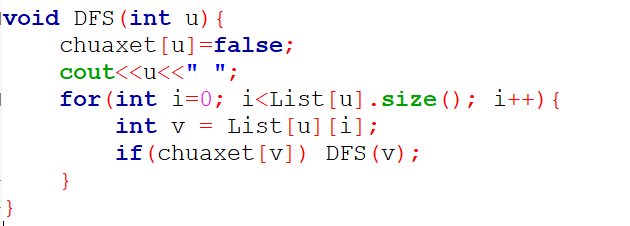 void DFS(int u){
chuaxet[u]=false;
cout<<u<<" ";
for(int i=0; i<List[u].size(); i++){
int v = List[u][i];
if(chuaxet[v]) DFS(v);
}
}